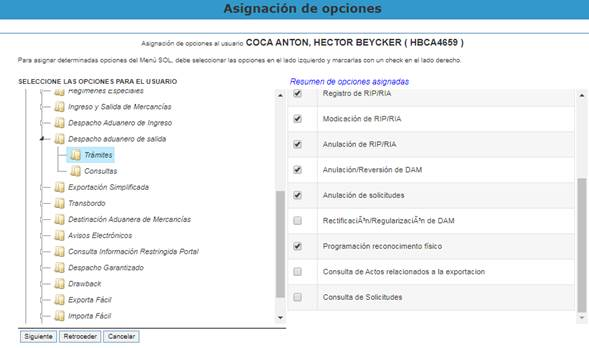 Asignación de opciones
Asignación de opciones al usuario COCA ANTON, HECTOR BEYCKER ( HBCA4659 )
Para asignar determinadas opciones del Menú SOL, debe seleccionar las opciones en el lado izquierdo y marcarlas con un check en el lado derecho.
SELECCIONE LAS OPCIONES PARA EL USUARIO
Regímenes Especiales
Ingreso y Salida de Mercancías
Despacho Aduanero de Ingreso
Despacho aduanero de salida
Trámites
Consultas
Exportación Simplificada
Transbordo
Destinación Aduanera de Mercancías
Avisos Electrónicos
Consulta Información Restringida Portal
Despacho Garantizado
Drawback
Exporta Fácil
Importa Fácil
Resumen de opciones asignadas
Registro de RIP/RIA
Modicación de RIP/RIA
Anulación de RIP/RIA
Anulación/Reversión de DAM
Anulación de solicitudes
RectificaciÃ³n/RegularizaciÃ³n de DAM
Programación reconocimento físico
Consulta de Actos relacionados a la exportacion
Consulta de Solicitudes
Siguiente Retroceder Cancelar